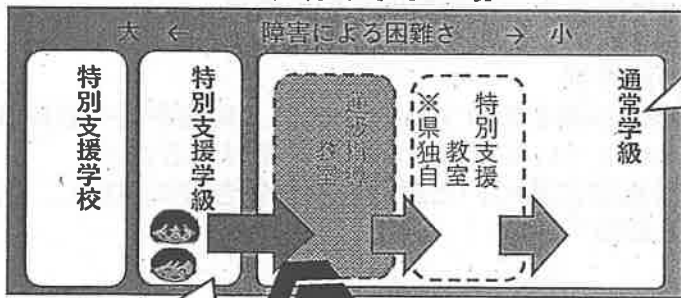 大 ← 障害による困難さ → 小
特別支援学校
特別支援学級
通級指導
教室
特別支援
教室
※県独自
通常学級